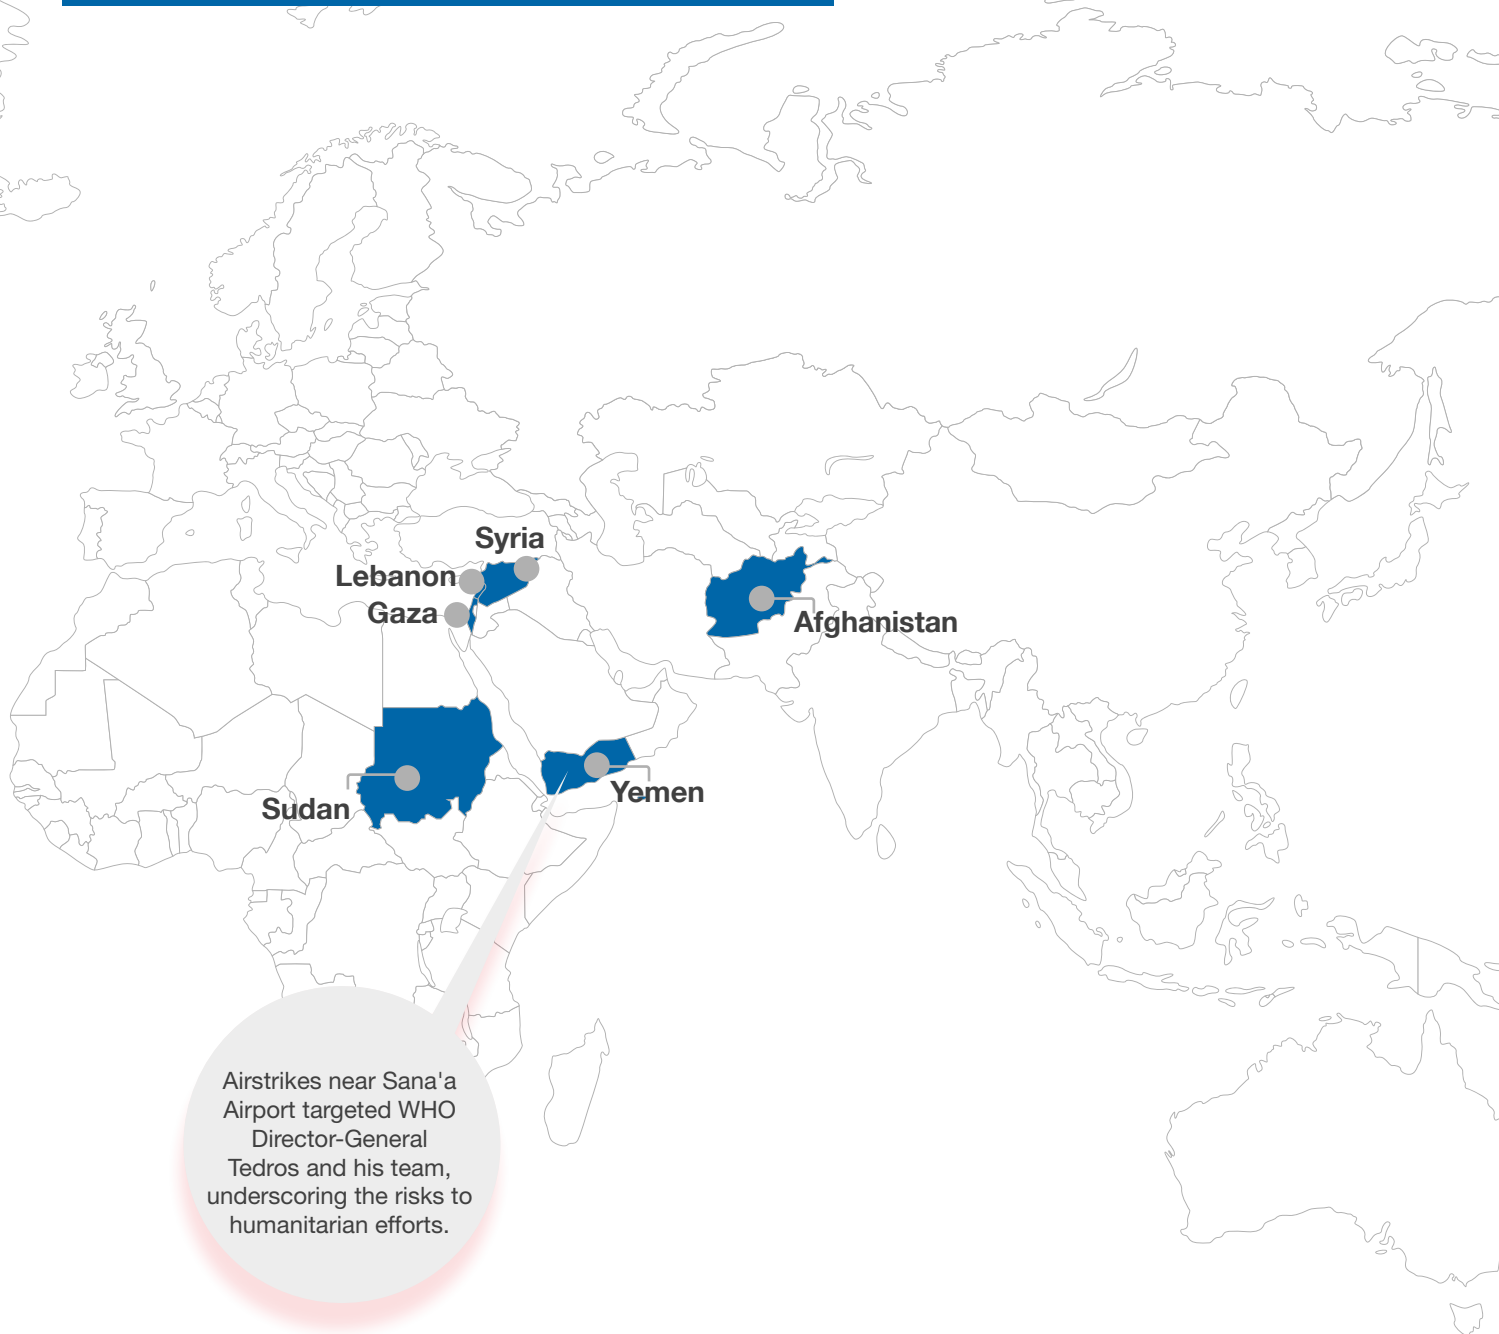 Syria
Lebanon
Gaza
Afghanistan
Sudan
Yemen
Airstrikes near Sana'a
Airport targeted WHO
Director-General
Tedros and his team,
underscoring the risks to
humanitarian efforts.